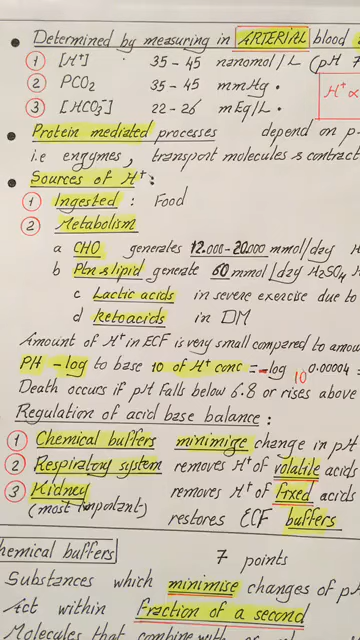 • Determined by measuring in ARTERIAL blood
① [H⁺] 35 - 45 nanomol/L (pH 7
② PCO2 35 - 45 mmHg •
H⁺ ∝
③ [HCO3⁻] 22 - 26 mEq/L •
• Protein mediated processes depend on p
i.e enzymes, transport molecules & contract
• Sources of H⁺:
① Ingested : Food
② Metabolism
a CHO generates 12.000-20.000 mmol/day H
b Ptn & lipid generate 60 mmol/day H2SO4 H
c Lactic acids in severe exercise due to
d ketoacids in DM
Amount of H⁺ in ECF is very small compared to amou
PH = -log to base 10 of H⁺ conc = -log 10 0.00004 =
Death occurs if pH falls below 6.8 or rises above
Regulation of acid base balance :
① Chemical buffers minimize change in pH
② Respiratory system removes H⁺ of volatile acids
③ Kidney removes H⁺ of fixed acids
(most important) restores ECF buffers
hemical buffers 7 points
Substances which minimise changes of p
Act within fraction of a second
Molecules that combine with